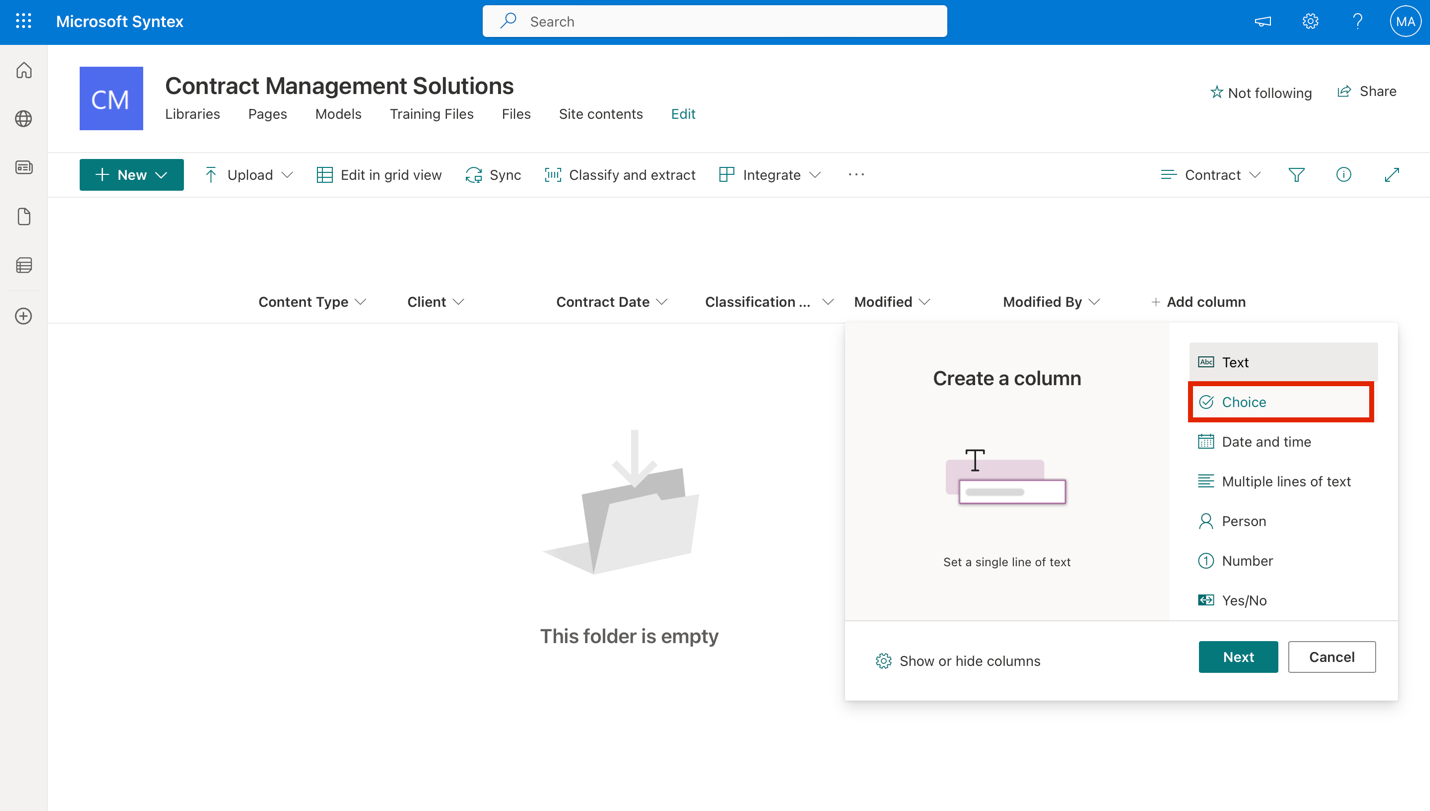 Microsoft Syntex
Search
MA
CM
Contract Management Solutions
Libraries Pages Models Training Files Files Site contents Edit
Not following Share
New Upload Edit in grid view Sync Classify and extract Integrate ... Contract
Content Type Client Contract Date Classification ... Modified Modified By + Add column
Create a column
Set a single line of text
Abc Text
Choice
Date and time
Multiple lines of text
Person
1 Number
Yes/No
Show or hide columns
Next Cancel
This folder is empty